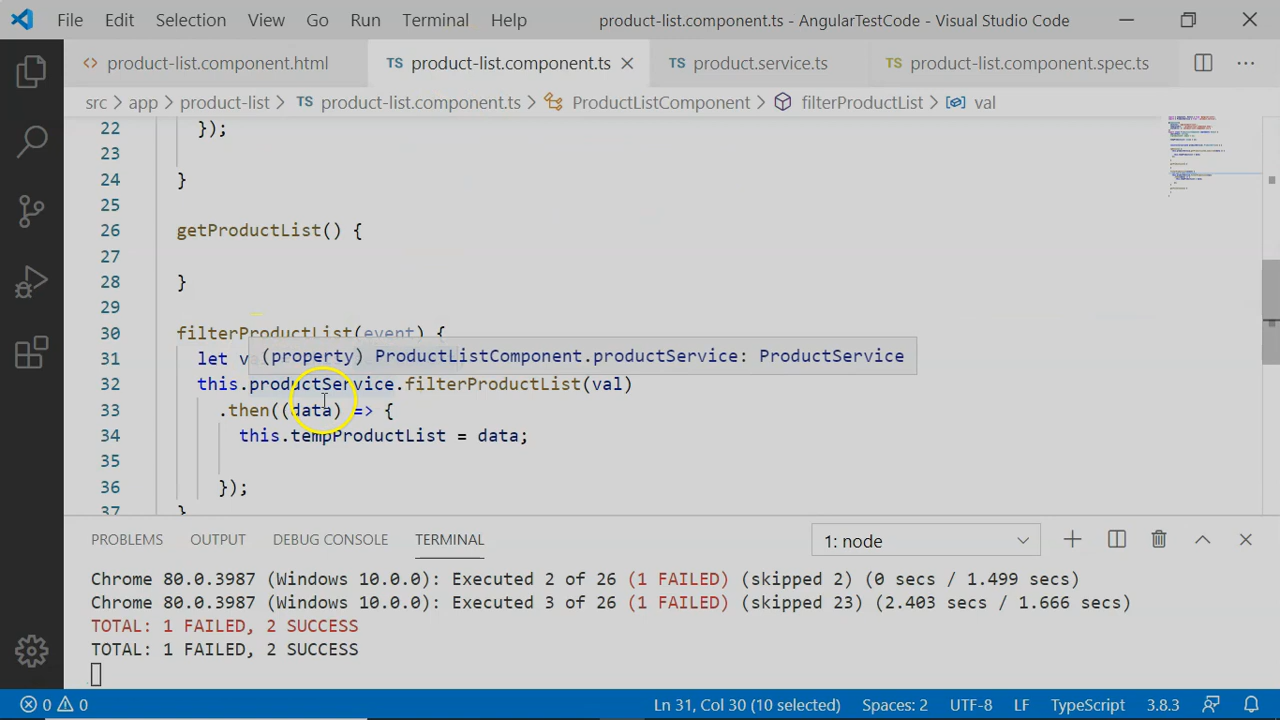 File Edit Selection View Go Run Terminal Help product-list.component.ts - AngularTestCode - Visual Studio Code
<> product-list.component.html TS product-list.component.ts TS product.service.ts TS product-list.component.spec.ts
src > app > product-list > TS product-list.component.ts > ProductListComponent > filterProductList > val
22 });
23
24 }
25
26 getProductList() {
27
28 }
29
30 filterProductList(event) {
31 let
(property) ProductListComponent.productService: ProductService
32 this.productService.filterProductList(val)
33 .then((data) => {
34 this.tempProductList = data;
35
36 });
37 }
PROBLEMS OUTPUT DEBUG CONSOLE TERMINAL 1: node
Chrome 80.0.3987 (Windows 10.0.0): Executed 2 of 26 (1 FAILED) (skipped 2) (0 secs / 1.499 secs)
Chrome 80.0.3987 (Windows 10.0.0): Executed 3 of 26 (1 FAILED) (skipped 23) (2.403 secs / 1.666 secs)
TOTAL: 1 FAILED, 2 SUCCESS
TOTAL: 1 FAILED, 2 SUCCESS
0 0 Ln 31, Col 30 (10 selected) Spaces: 2 UTF-8 LF TypeScript 3.8.3